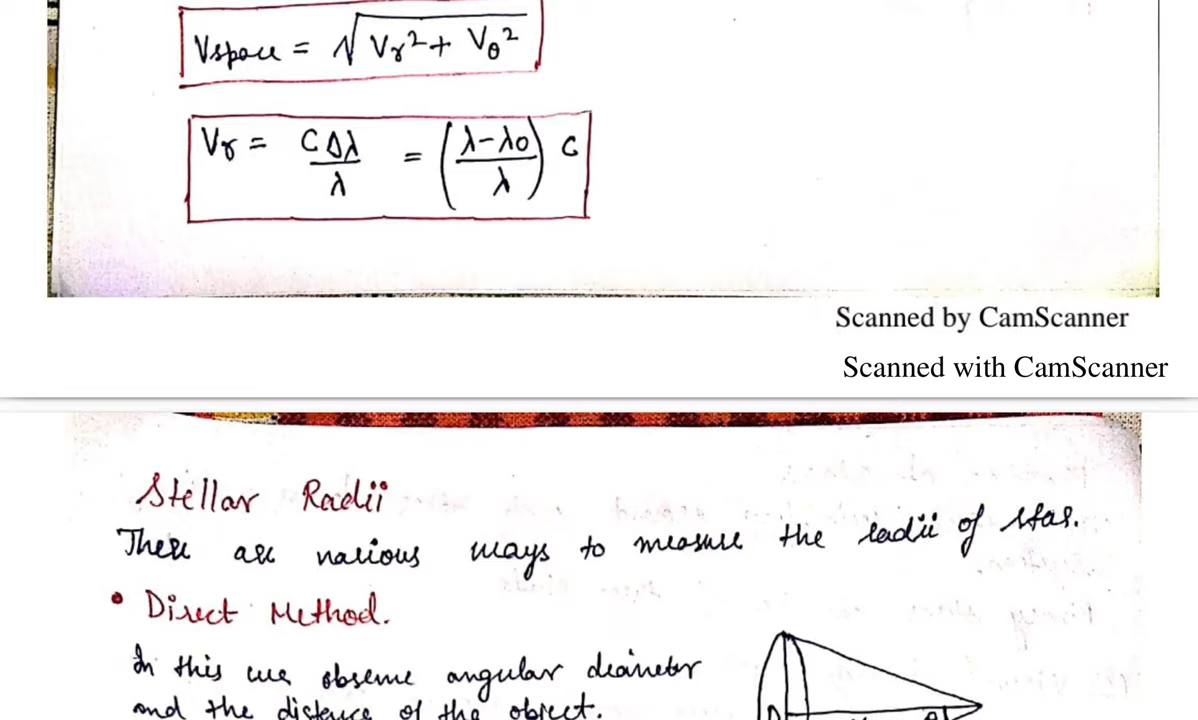 Vspace = √Vr²+ Vθ²
Vr = CΔλ/λ = (λ-λ0/λ) C
Scanned by CamScanner
Scanned with CamScanner
Stellar Radii
There are various ways to measure the radii of stas.
• Direct Method.
In this we observe angular diameter
and the distance of the object.